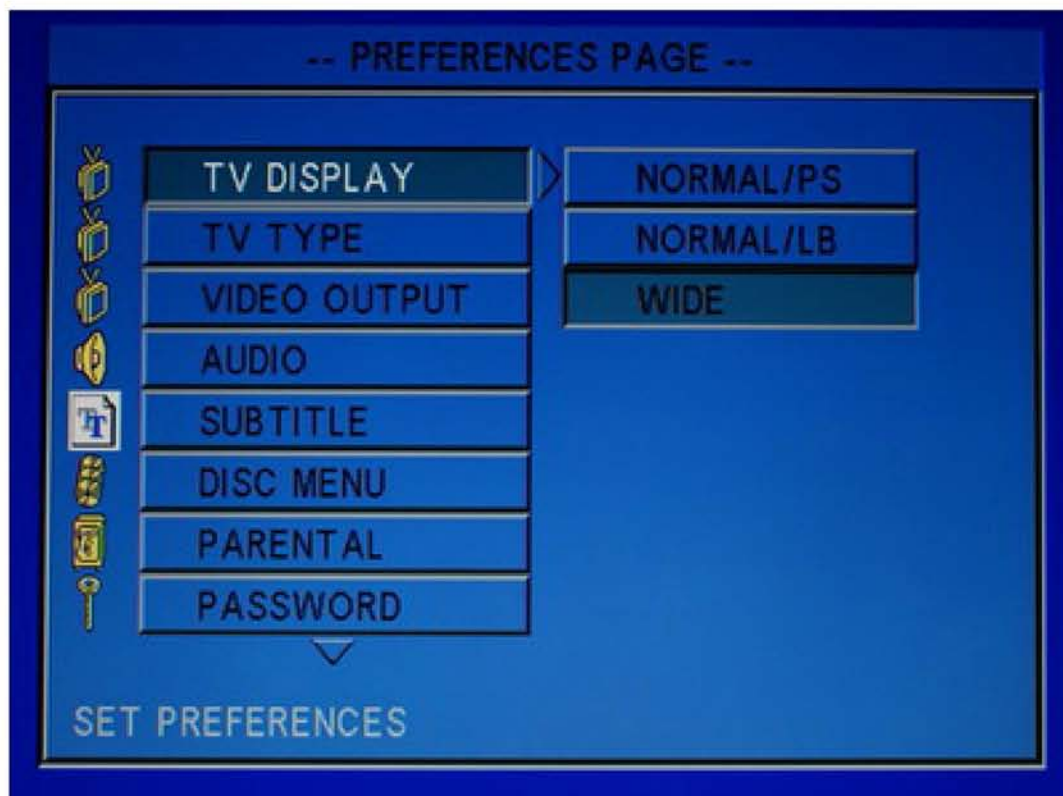 -- PREFERENCES PAGE --
TV DISPLAY
NORMAL/PS
TV TYPE
NORMAL/LB
VIDEO OUTPUT
WIDE
AUDIO
SUBTITLE
DISC MENU
PARENTAL
PASSWORD
SET PREFERENCES